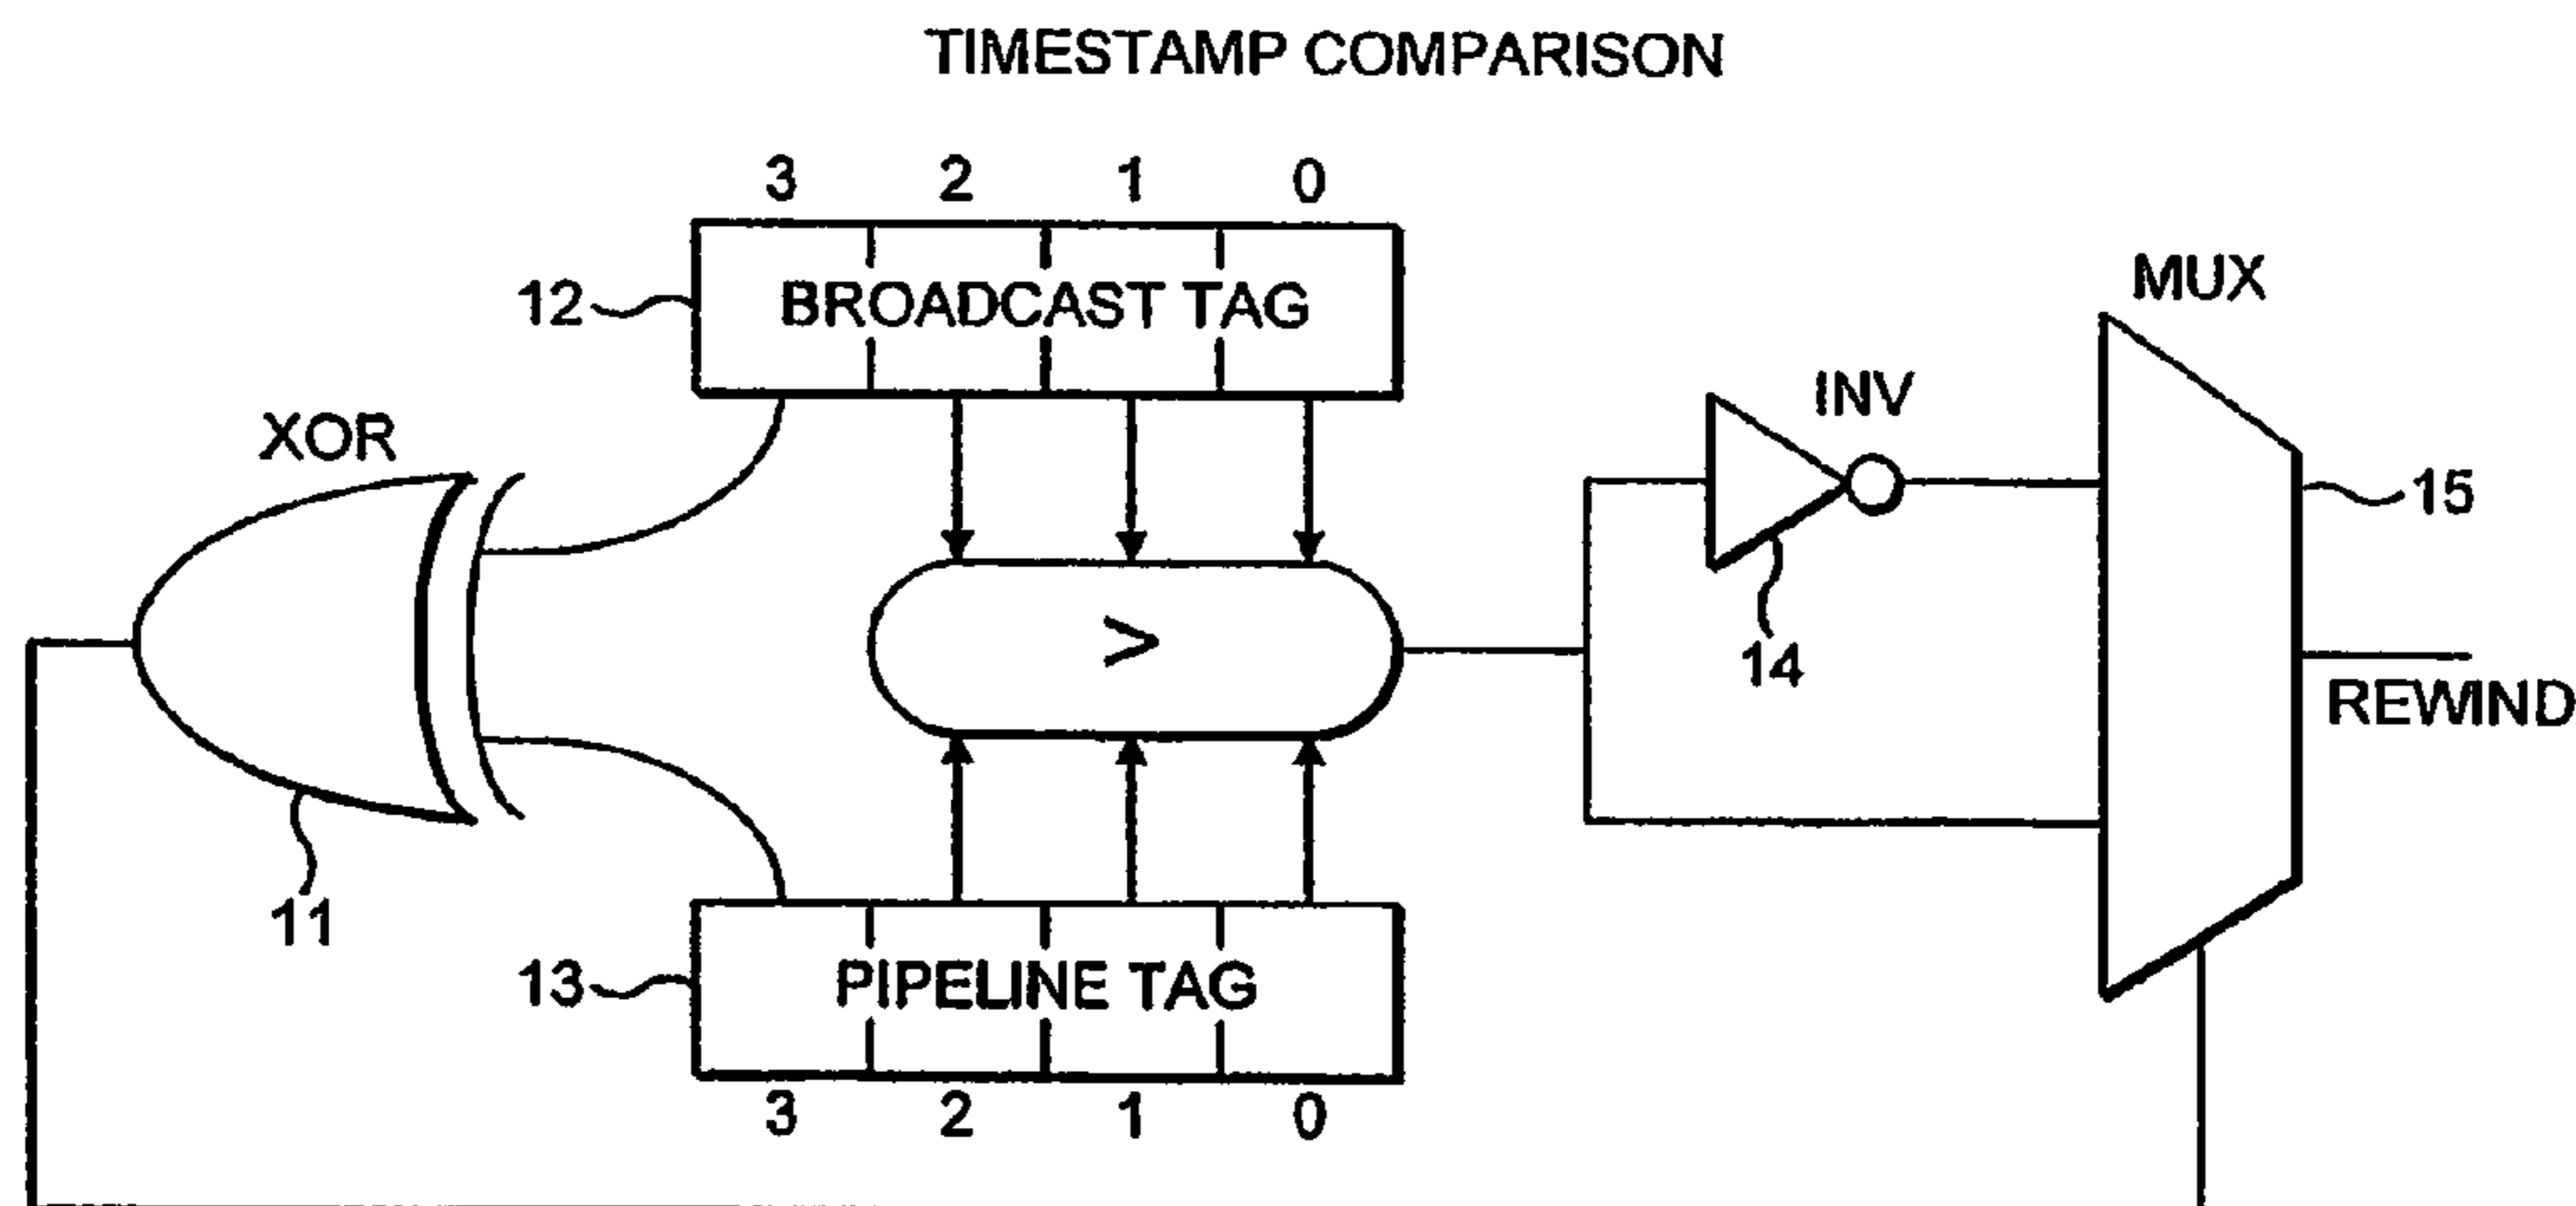 TIMESTAMP COMPARISON
3 2 1 0
BROADCAST TAG
12
MUX
INV
XOR
15
>
14
REWIND
11
13
PIPELINE TAG
3 2 1 0